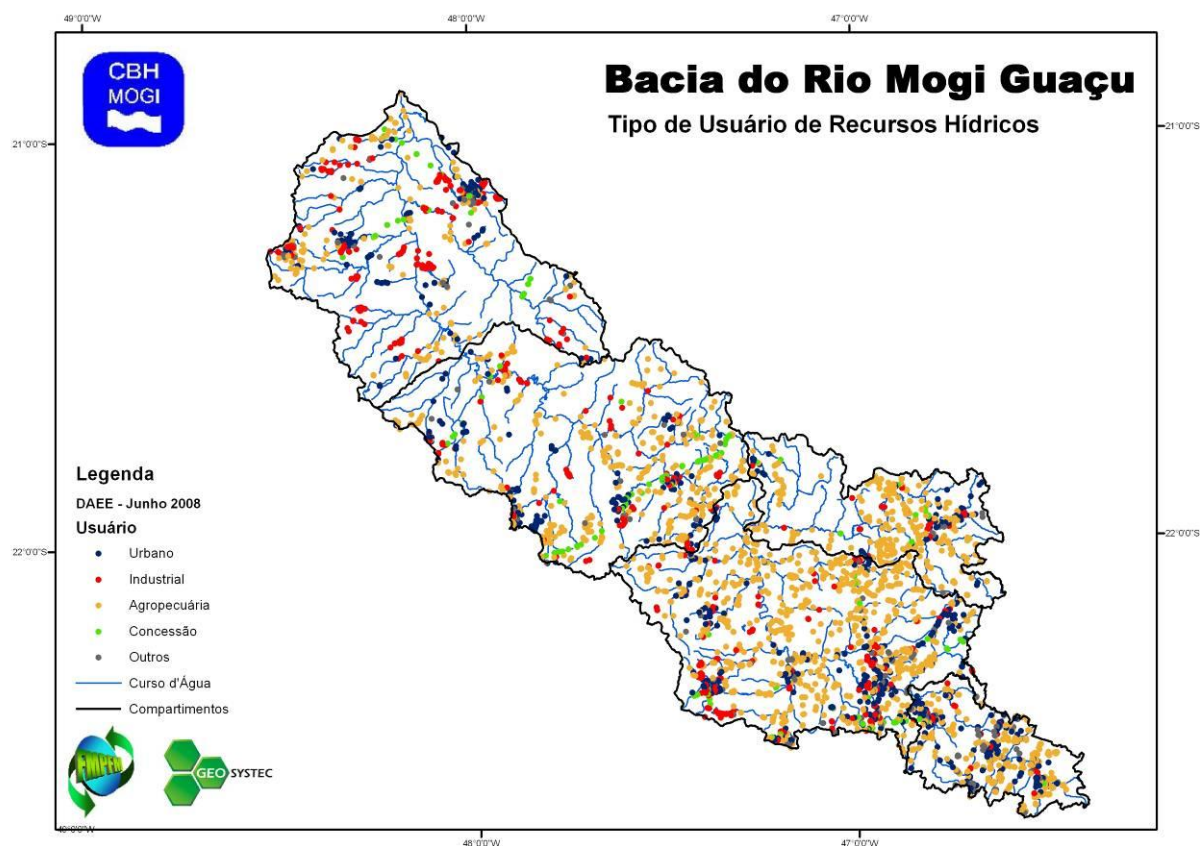 49°0'0"W
48°0'0"W
47°0'0"W
CBH
MOGI
Bacia do Rio Mogi Guaçu
Tipo de Usuário de Recursos Hídricos
21°0'0"S
21°0'0"S
Legenda
DAEE - Junho 2008
Usuário
Urbano
Industrial
Agropecuária
Concessão
Outros
Curso d'Água
Compartimentos
22°0'0"S
22°0'0"S
GEO SYSTEC
48°0'0"W
47°0'0"W